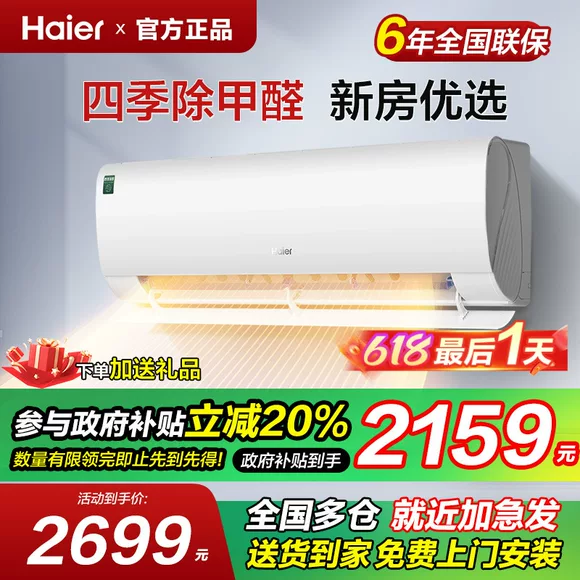 Haier x 官方正品
6年全国联保
四季除甲醛 新房优选
Haier
618最后1天
下单加送礼品
参与政府补贴立减20%
数量有限领完即止先到先得!
政府补贴到手
2159元
活动到手价:
2699元
全国多仓 就近加急发
送货到家 免费上门安装